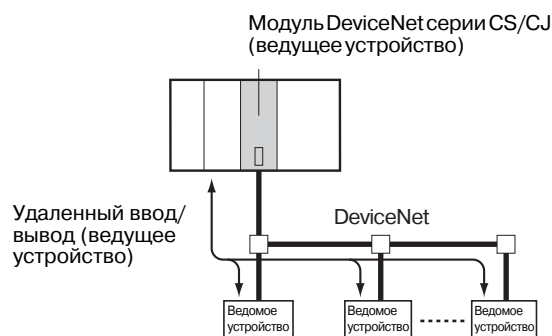 Модуль DeviceNet серии CS/CJ
(ведущее устройство)
Удаленный ввод/
вывод (ведущее
устройство)
DeviceNet
Ведомое
устройство
Ведомое
устройство
Ведомое
устройство